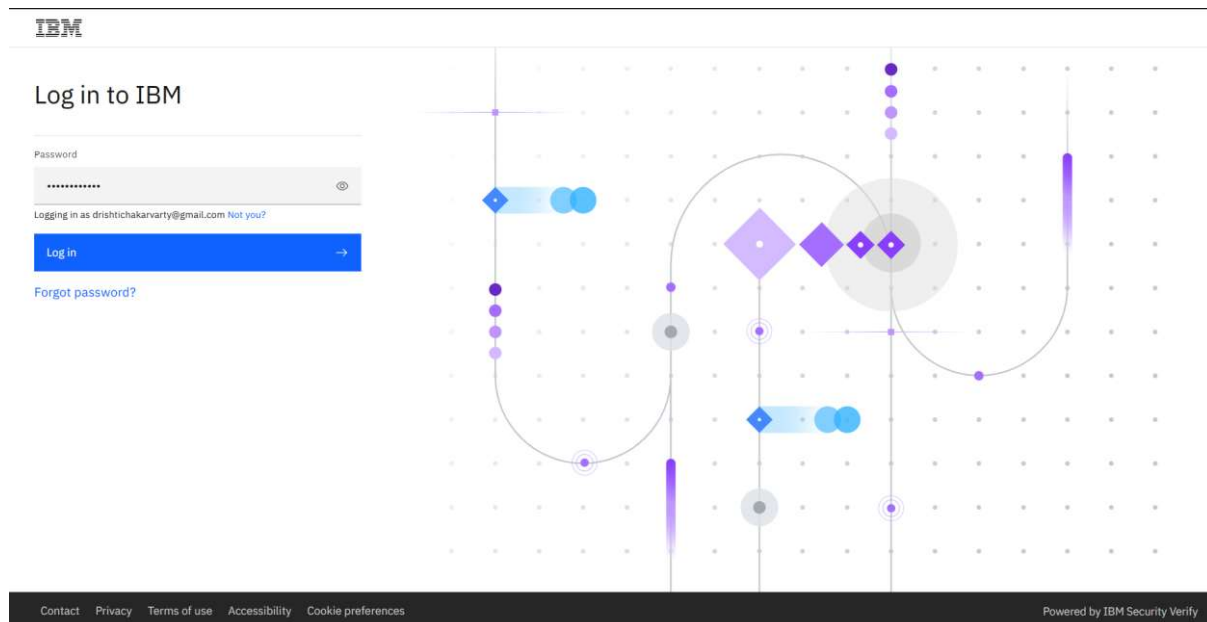 IBM
Log in to IBM
Password
••••••••••••
Logging in as drishtichakarvarty@gmail.com Not you?
Log in →
Forgot password?
Contact Privacy Terms of use Accessibility Cookie preferences
Powered by IBM Security Verify